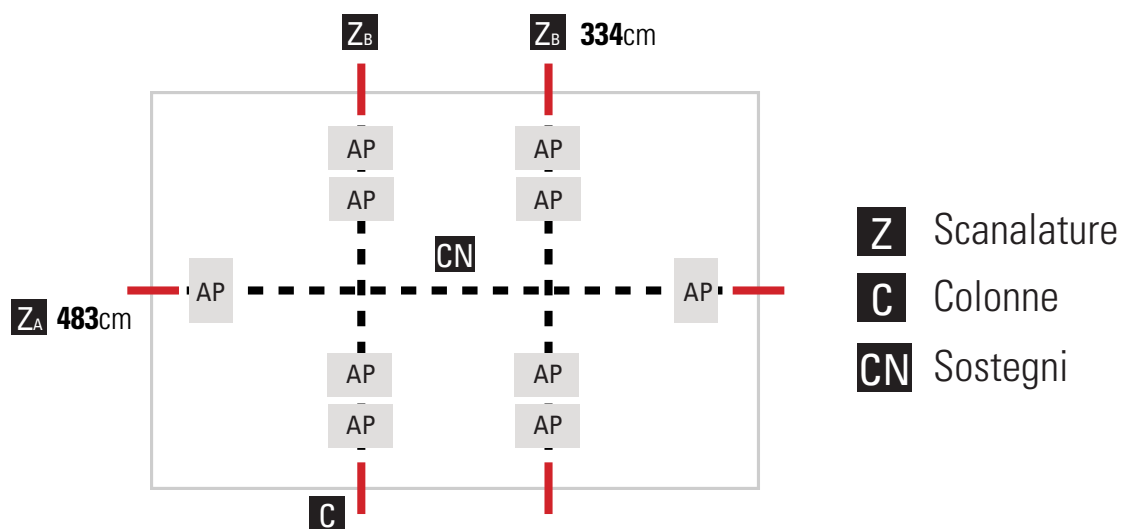 ZB ZB 334cm
AP AP
AP AP
CN
AP AP
ZA 483cm
AP AP
AP AP
C
Z Scanalature
C Colonne
CN Sostegni